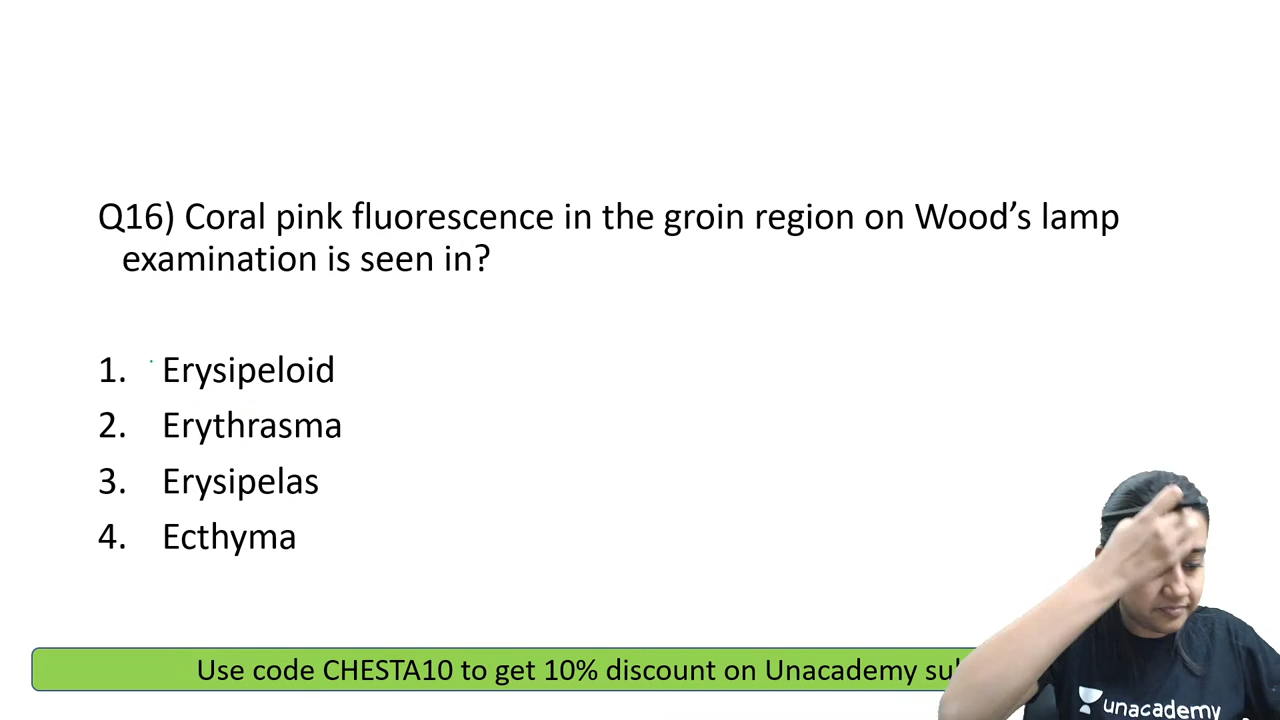 Q16) Coral pink fluorescence in the groin region on Wood's lamp
examination is seen in?
1. Erysipeloid
2. Erythrasma
3. Erysipelas
4. Ecthyma
Use code CHESTA10 to get 10% discount on Unacademy
unacademy